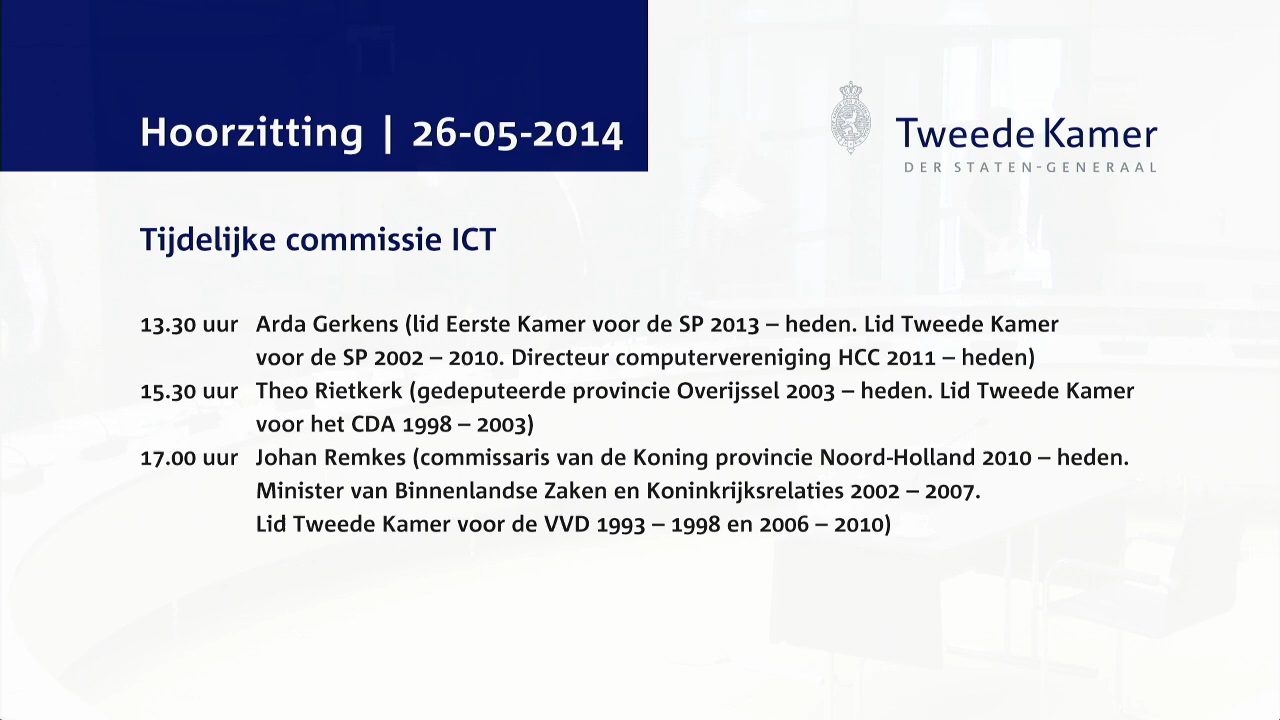 Hoorzitting | 26-05-2014
Tweede Kamer
DER STATEN-GENERAAL
Tijdelijke commissie ICT
13.30 uur Arda Gerkens (lid Eerste Kamer voor de SP 2013 – heden. Lid Tweede Kamer
voor de SP 2002 – 2010. Directeur computervereniging HCC 2011 – heden)
15.30 uur Theo Rietkerk (gedeputeerde provincie Overijssel 2003 – heden. Lid Tweede Kamer
voor het CDA 1998 – 2003)
17.00 uur Johan Remkes (commissaris van de Koning provincie Noord-Holland 2010 – heden.
Minister van Binnenlandse Zaken en Koninkrijksrelaties 2002 – 2007.
Lid Tweede Kamer voor de VVD 1993 – 1998 en 2006 – 2010)